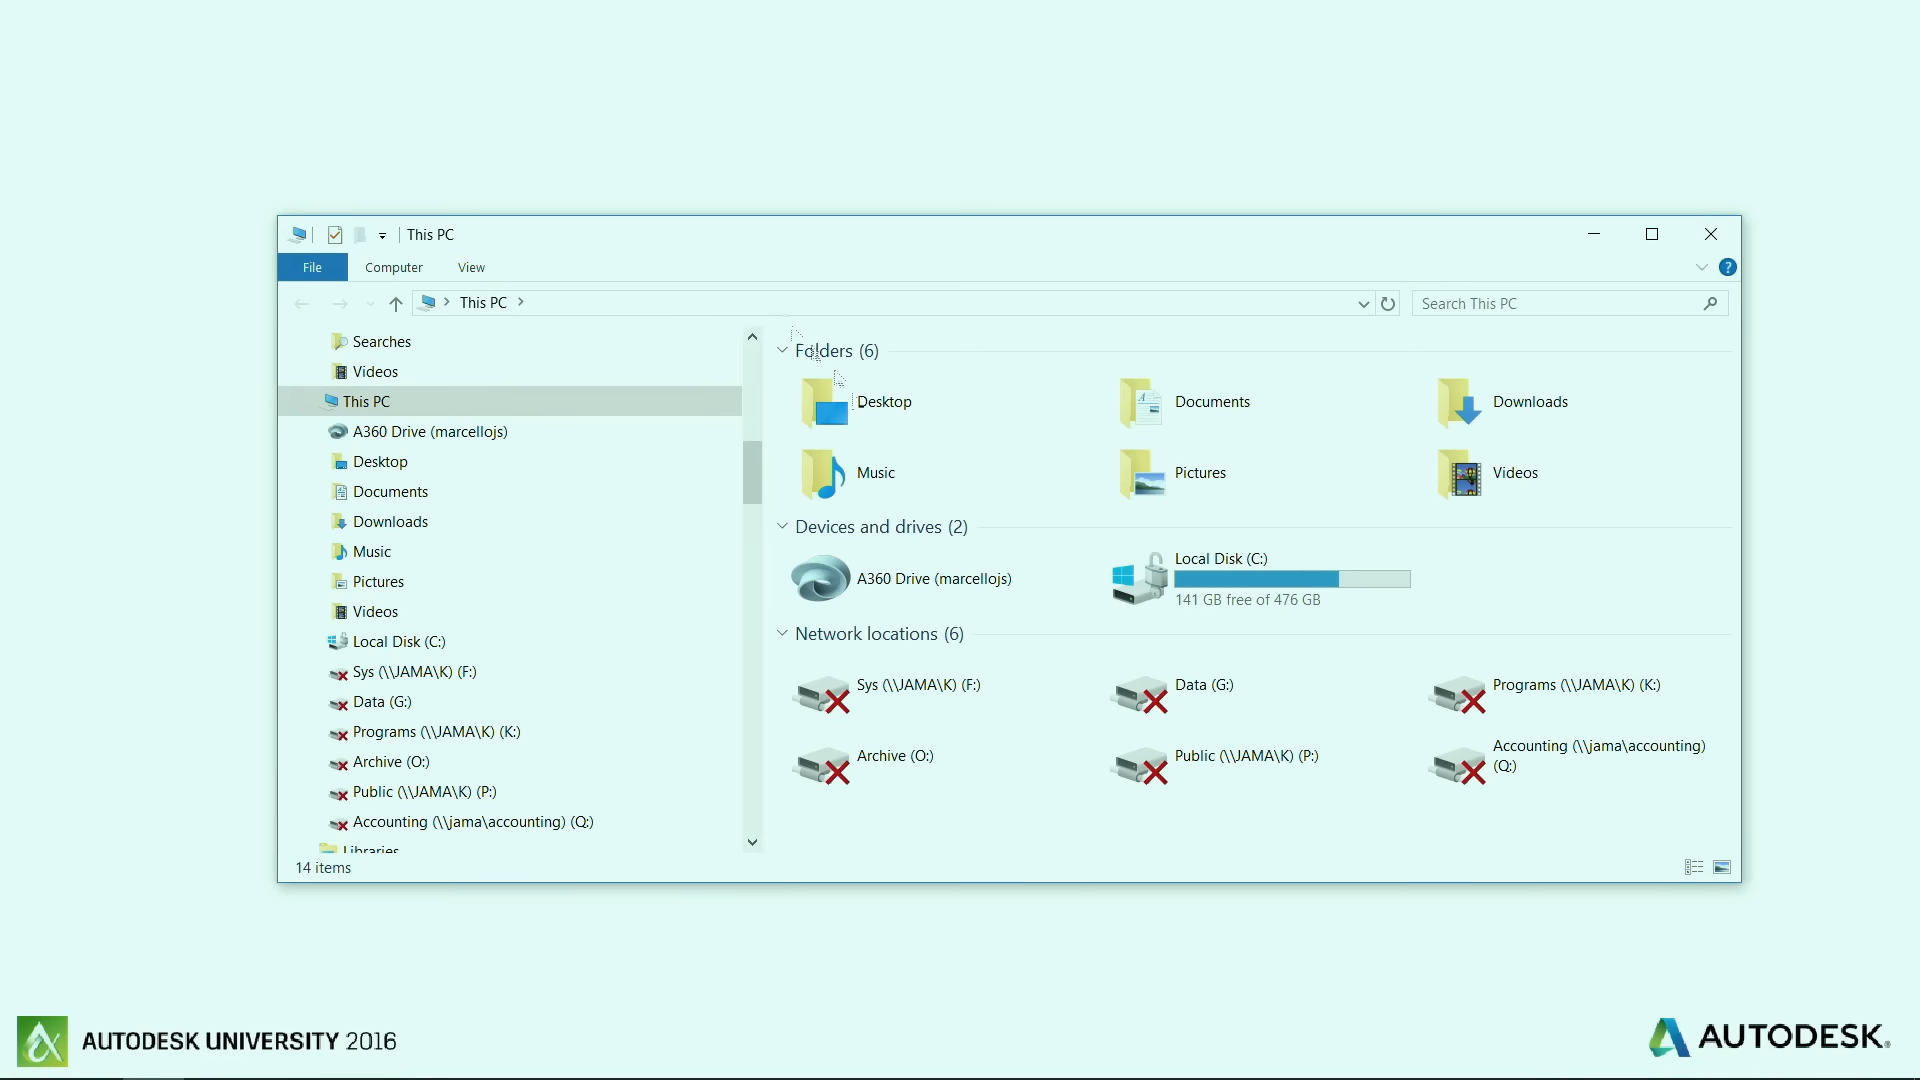 This PC
File
Computer
View
?
This PC
Search This PC
Searches
Videos
This PC
A360 Drive (marcellojs)
Desktop
Documents
Downloads
Music
Pictures
Videos
Local Disk (C:)
Sys (\\JAMA\K) (F:)
Data (G:)
Programs (\\JAMA\K) (K:)
Archive (O:)
Public (\\JAMA\K) (P:)
Accounting (\\jama\accounting) (Q:)
Libraries
Folders (6)
Desktop
Documents
Downloads
Music
Pictures
Videos
Devices and drives (2)
A360 Drive (marcellojs)
Local Disk (C:)
141 GB free of 476 GB
Network locations (6)
Sys (\\JAMA\K) (F:)
Data (G:)
Programs (\\JAMA\K) (K:)
Archive (O:)
Public (\\JAMA\K) (P:)
Accounting (\\jama\accounting)
(Q:)
14 items
AUTODESK UNIVERSITY 2016
AUTODESK®